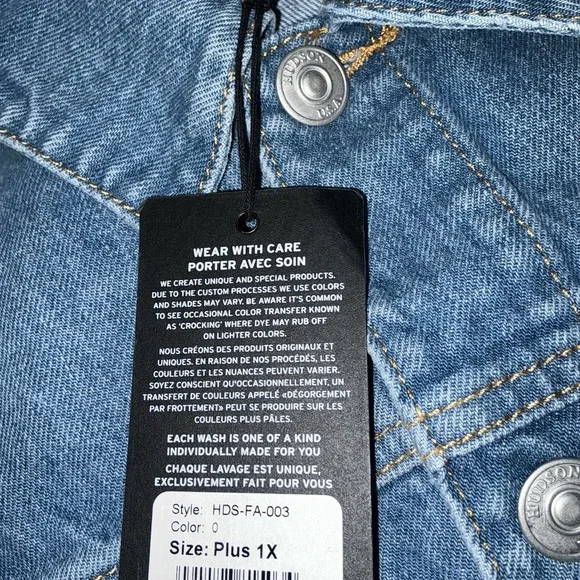 HUDSON
U.S.A
WEAR WITH CARE
PORTER AVEC SOIN
WE CREATE UNIQUE AND SPECIAL PRODUCTS.
DUE TO THE CUSTOM PROCESSES WE USE COLORS
AND SHADES MAY VARY. BE AWARE IT'S COMMON
TO SEE OCCASIONAL COLOR TRANSFER KNOWN
AS 'CROCKING' WHERE DYE MAY RUB OFF
ON LIGHTER COLORS.
NOUS CRÉONS DES PRODUITS ORIGINAUX ET
UNIQUES. EN RAISON DE NOS PROCÉDÉS, LES
COULEURS ET LES NUANCES PEUVENT VARIER.
SOYEZ CONSCIENT QU'OCCASIONNELLEMENT, UN
TRANSFERT DE COULEURS APPELÉ «DÉGORGEMENT
PAR FROTTEMENT» PEUT SE PRODUIRE SUR LES
COULEURS PLUS PÂLES.
EACH WASH IS ONE OF A KIND
INDIVIDUALLY MADE FOR YOU
CHAQUE LAVAGE EST UNIQUE,
EXCLUSIVEMENT FAIT POUR VOUS
Style: HDS-FA-003
Color: 0
Size: Plus 1X
HUDSON